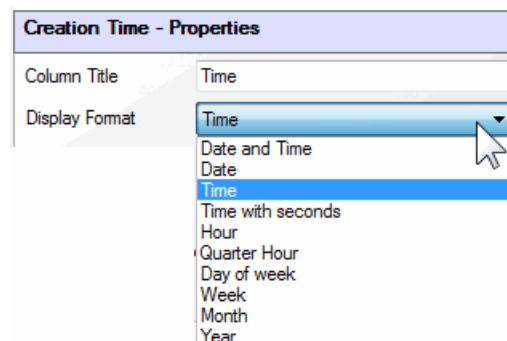 Creation Time - Properties
Column Title Time
Display Format Time
Date and Time
Date
Time
Time with seconds
Hour
Quarter Hour
Day of week
Week
Month
Year